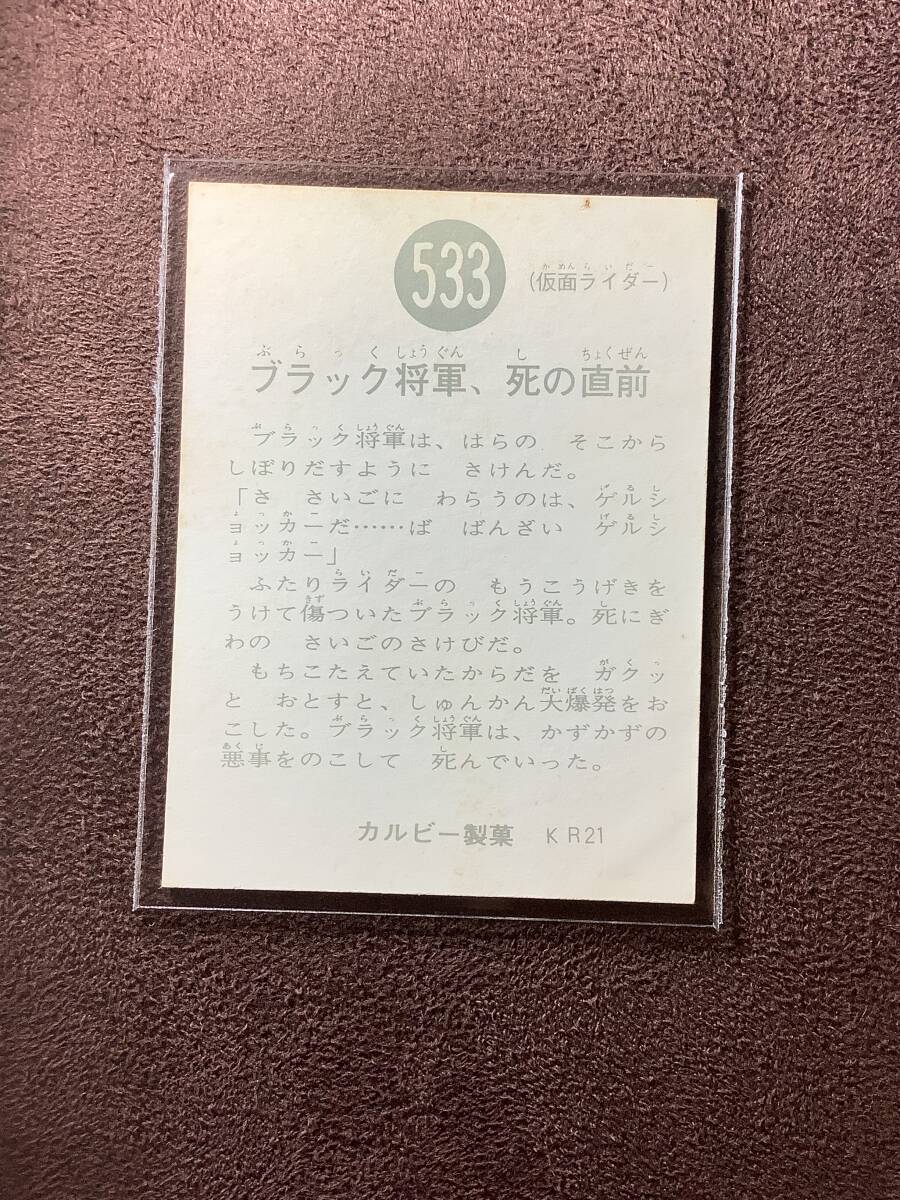 533
(仮面ライダー)
ブラック将軍、死の直前
ブラック将軍は、はらの そこから
しぼりだすように さけんだ。
「さ さいごに わらうのは、ゲルシ
ョッカーだ……ば ばんざい ゲルシ
ョッカー」
ふたりライダーの もうこうげきを
うけて傷ついたブラック将軍。死にぎ
わの さいごのさけびだ。
もちこたえていたからだを ガクッ
と おとすと、しゅんかん大爆発をお
こした。ブラック将軍は、かずかずの
悪事をのこして 死んでいった。
カルビー製菓 KR21